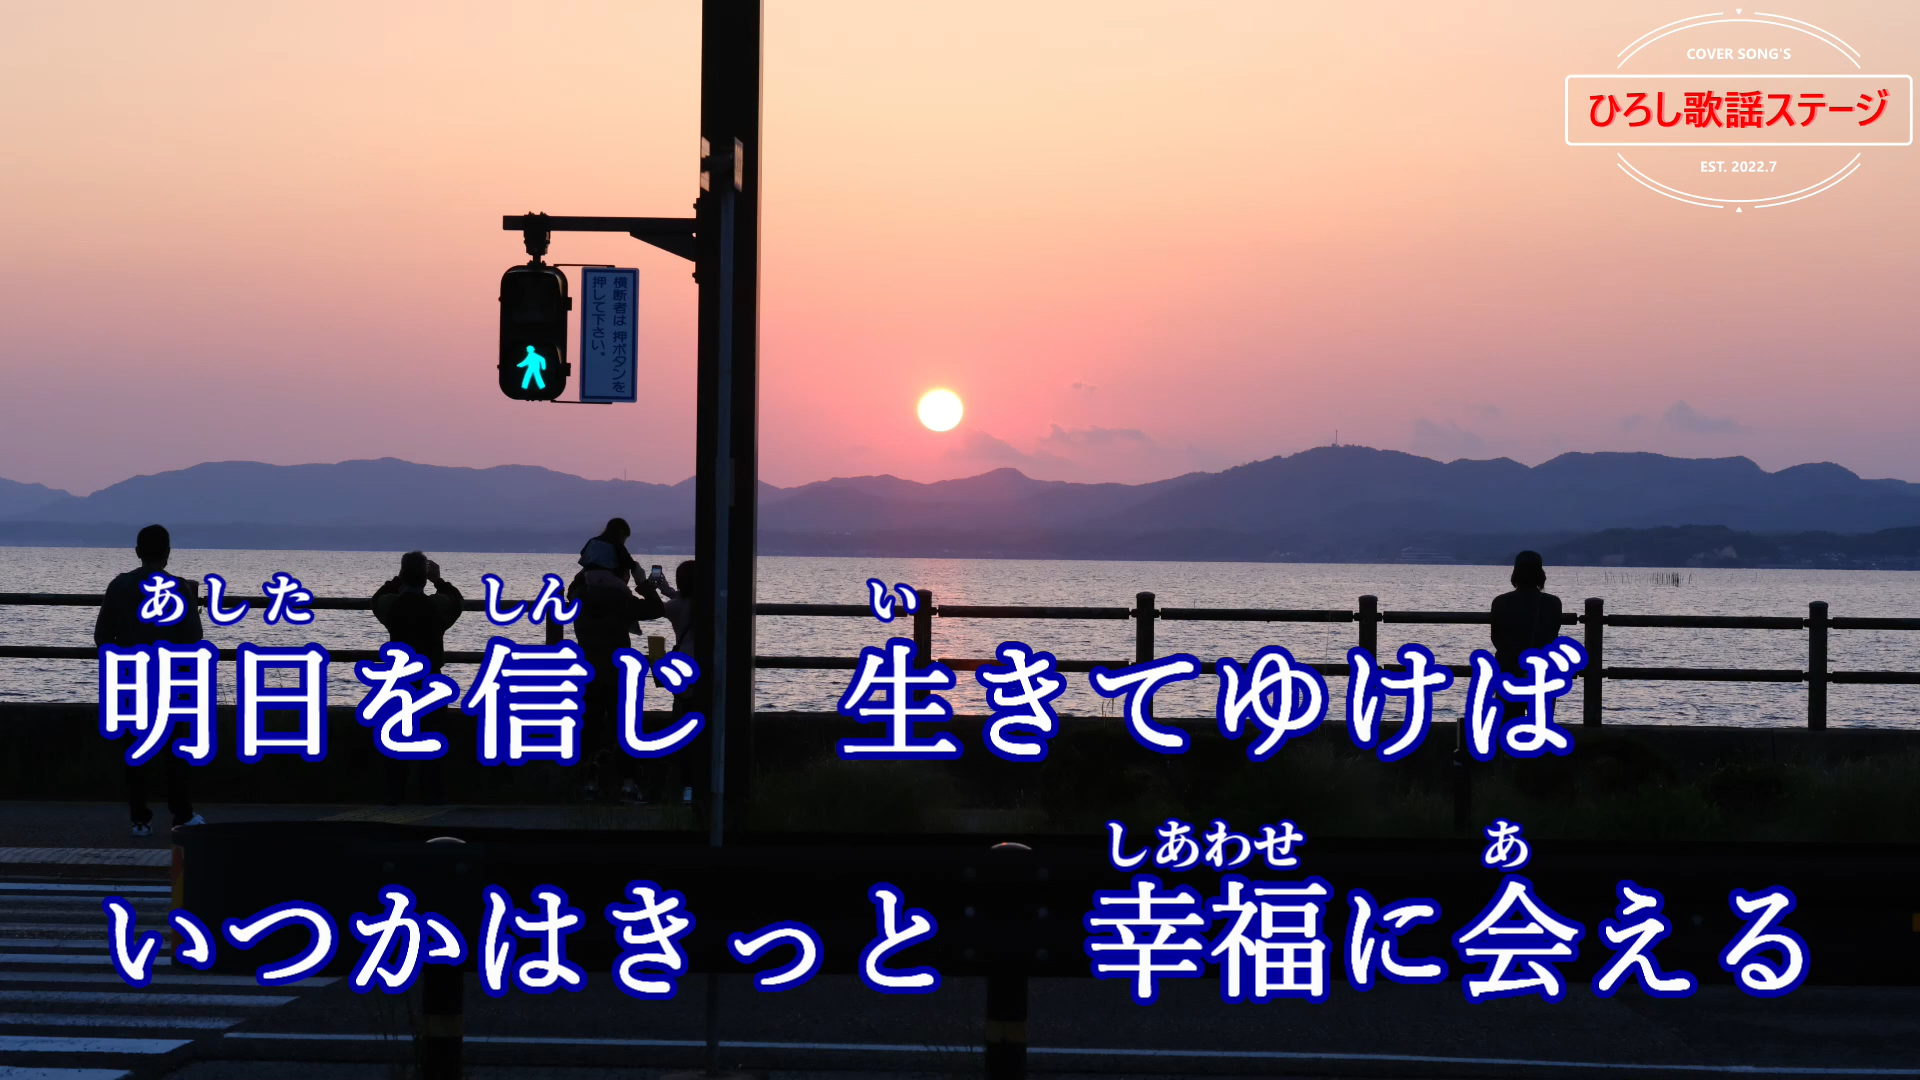 COVER SONG'S
ひろし歌謡ステージ
EST. 2022.7
横断者は 押ボタンを
押して下さい。
あした しん い
明日を信じ 生きてゆけば
しあわせ あ
いつかはきっと 幸福に会える